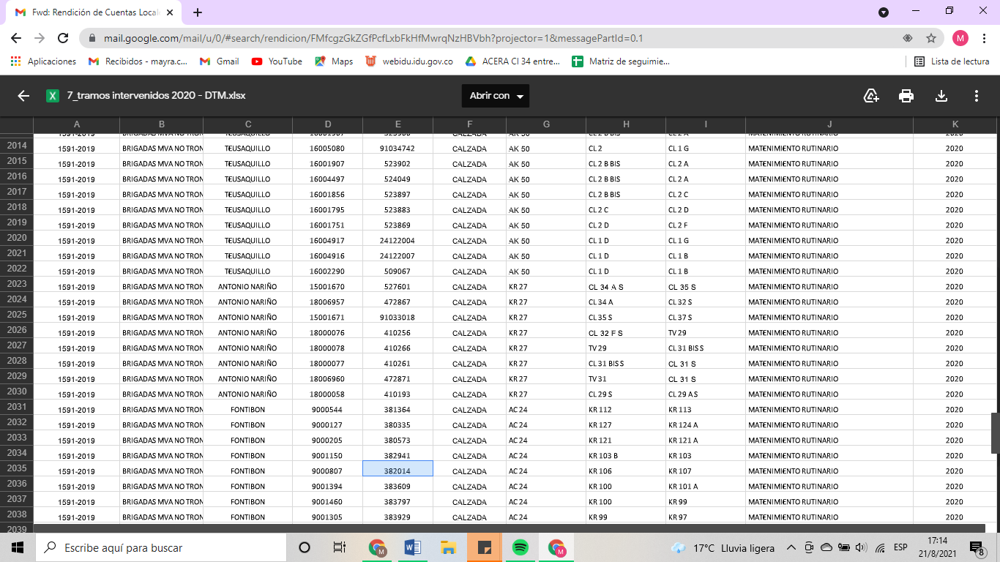 Fwd: Rendición de Cuentas Local
mail.google.com/mail/u/0/#search/rendicion/FMfcgzGkZGfPcfLxbFkHfMwrqNzHBVbh?projector=1&messagePartId=0.1
M
Aplicaciones Recibidos - mayra.c... Gmail YouTube Maps webidu.idu.gov.co ACERA Cl 34 entre... Matriz de seguimie... Lista de lectura
X 7_tramos intervenidos 2020 - DTM.xlsx Abrir con
A B C D E F G H I J K
2014 1591-2019 BRIGADAS MVA NO TRON TEUSAQUILLO 16005080 91034742 CALZADA AK 50 CL 2 CL 1 G MATENIMIENTO RUTINARIO 2020
2015 1591-2019 BRIGADAS MVA NO TRON TEUSAQUILLO 16001907 523902 CALZADA AK 50 CL 2 B BIS CL 2 A MATENIMIENTO RUTINARIO 2020
2016 1591-2019 BRIGADAS MVA NO TRON TEUSAQUILLO 16004497 524049 CALZADA AK 50 CL 2 B BIS CL 2 A MATENIMIENTO RUTINARIO 2020
2017 1591-2019 BRIGADAS MVA NO TRON TEUSAQUILLO 16001856 523897 CALZADA AK 50 CL 2 B BIS CL 2 C MATENIMIENTO RUTINARIO 2020
2018 1591-2019 BRIGADAS MVA NO TRON TEUSAQUILLO 16001795 523883 CALZADA AK 50 CL 2 C CL 2 D MATENIMIENTO RUTINARIO 2020
2019 1591-2019 BRIGADAS MVA NO TRON TEUSAQUILLO 16001751 523869 CALZADA AK 50 CL 2 D CL 2 F MATENIMIENTO RUTINARIO 2020
2020 1591-2019 BRIGADAS MVA NO TRON TEUSAQUILLO 16004917 24122004 CALZADA AK 50 CL 1 D CL 1 G MATENIMIENTO RUTINARIO 2020
2021 1591-2019 BRIGADAS MVA NO TRON TEUSAQUILLO 16004916 24122007 CALZADA AK 50 CL 1 D CL 1 B MATENIMIENTO RUTINARIO 2020
2022 1591-2019 BRIGADAS MVA NO TRON TEUSAQUILLO 16002290 509067 CALZADA AK 50 CL 1 D CL 1 B MATENIMIENTO RUTINARIO 2020
2023 1591-2019 BRIGADAS MVA NO TRON ANTONIO NARIÑO 15001670 527601 CALZADA KR 27 CL 34 A S CL 35 S MATENIMIENTO RUTINARIO 2020
2024 1591-2019 BRIGADAS MVA NO TRON ANTONIO NARIÑO 18006957 472867 CALZADA KR 27 CL 34 A CL 32 S MATENIMIENTO RUTINARIO 2020
2025 1591-2019 BRIGADAS MVA NO TRON ANTONIO NARIÑO 15001671 91033018 CALZADA KR 27 CL 35 S CL 37 S MATENIMIENTO RUTINARIO 2020
2026 1591-2019 BRIGADAS MVA NO TRON ANTONIO NARIÑO 18000076 410256 CALZADA KR 27 CL 32 F S TV 29 MATENIMIENTO RUTINARIO 2020
2027 1591-2019 BRIGADAS MVA NO TRON ANTONIO NARIÑO 18000078 410266 CALZADA KR 27 TV 29 CL 31 BIS S MATENIMIENTO RUTINARIO 2020
2028 1591-2019 BRIGADAS MVA NO TRON ANTONIO NARIÑO 18000077 410261 CALZADA KR 27 CL 31 BIS S CL 31 S MATENIMIENTO RUTINARIO 2020
2029 1591-2019 BRIGADAS MVA NO TRON ANTONIO NARIÑO 18006960 472871 CALZADA KR 27 TV 31 CL 31 S MATENIMIENTO RUTINARIO 2020
2030 1591-2019 BRIGADAS MVA NO TRON ANTONIO NARIÑO 18000058 410193 CALZADA KR 27 CL 29 S CL 29 A S MATENIMIENTO RUTINARIO 2020
2031 1591-2019 BRIGADAS MVA NO TRON FONTIBON 9000544 381364 CALZADA AC 24 KR 112 KR 113 MATENIMIENTO RUTINARIO 2020
2032 1591-2019 BRIGADAS MVA NO TRON FONTIBON 9000127 380335 CALZADA AC 24 KR 127 KR 124 A MATENIMIENTO RUTINARIO 2020
2033 1591-2019 BRIGADAS MVA NO TRON FONTIBON 9000205 380573 CALZADA AC 24 KR 121 KR 121 A MATENIMIENTO RUTINARIO 2020
2034 1591-2019 BRIGADAS MVA NO TRON FONTIBON 9001150 382941 CALZADA AC 24 KR 103 B KR 103 MATENIMIENTO RUTINARIO 2020
2035 1591-2019 BRIGADAS MVA NO TRON FONTIBON 9000807 382014 CALZADA AC 24 KR 106 KR 107 MATENIMIENTO RUTINARIO 2020
2036 1591-2019 BRIGADAS MVA NO TRON FONTIBON 9001394 383609 CALZADA AC 24 KR 100 KR 101 A MATENIMIENTO RUTINARIO 2020
2037 1591-2019 BRIGADAS MVA NO TRON FONTIBON 9001460 383797 CALZADA AC 24 KR 100 KR 99 MATENIMIENTO RUTINARIO 2020
2038 1591-2019 BRIGADAS MVA NO TRON FONTIBON 9001305 383929 CALZADA AC 24 KR 99 KR 97 MATENIMIENTO RUTINARIO 2020
2039
Escribe aquí para buscar 17°C Lluvia ligera ESP 17:14
21/8/2021 8